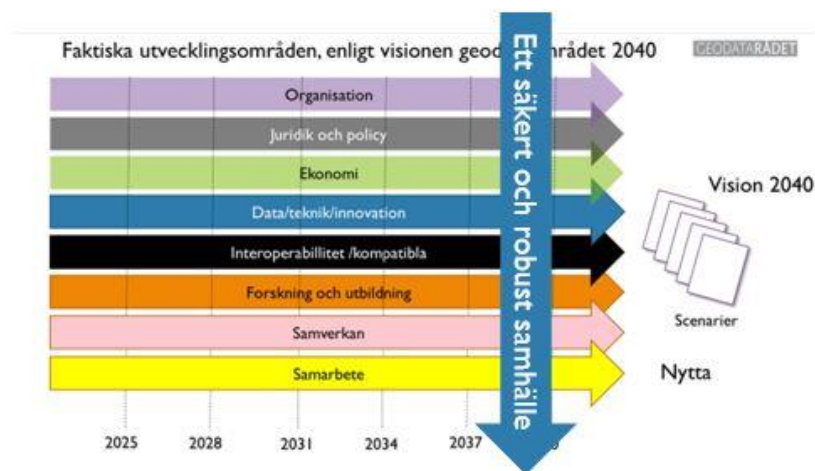 Faktiska utvecklingsområden, enligt visionen geod området 2040
GEODATARÅDET
Ett säkert och robust samhälle
Organisation
Juridik och policy
Ekonomi
Data/teknik/innovation
Interoperabillitet /kompatibla
Forskning och utbildning
Samverkan
Samarbete
Vision 2040
Scenarier
Nytta
2025 2028 2031 2034 2037